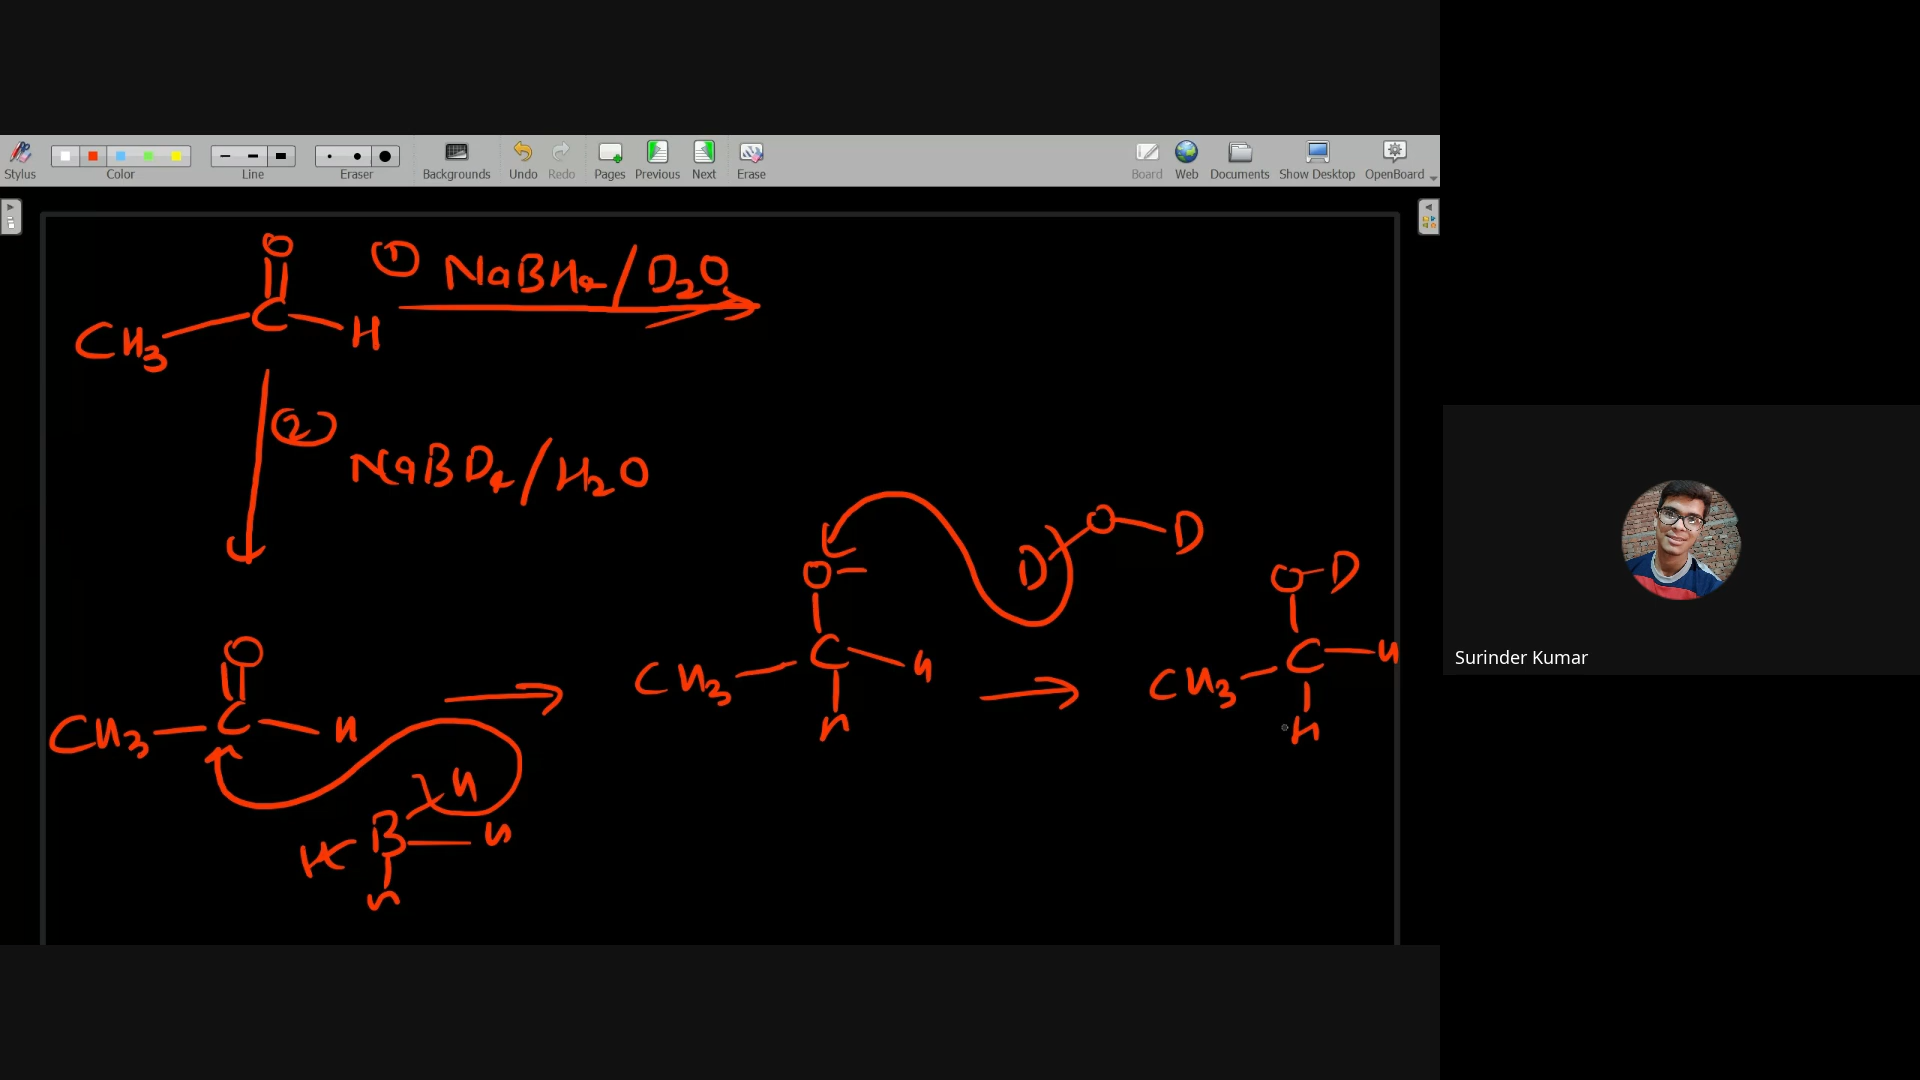 Stylus Color Line Eraser Backgrounds Undo Redo Pages Previous Next Erase Board Web Documents Show Desktop OpenBoard
O
① NaBH4/D2O
CH3 C H
②
NaBD4/H2O
D O D
O– O D
O
CH3 C H
CH3 C H
H
CH3 C H
H
H B H
H
H
Surinder Kumar